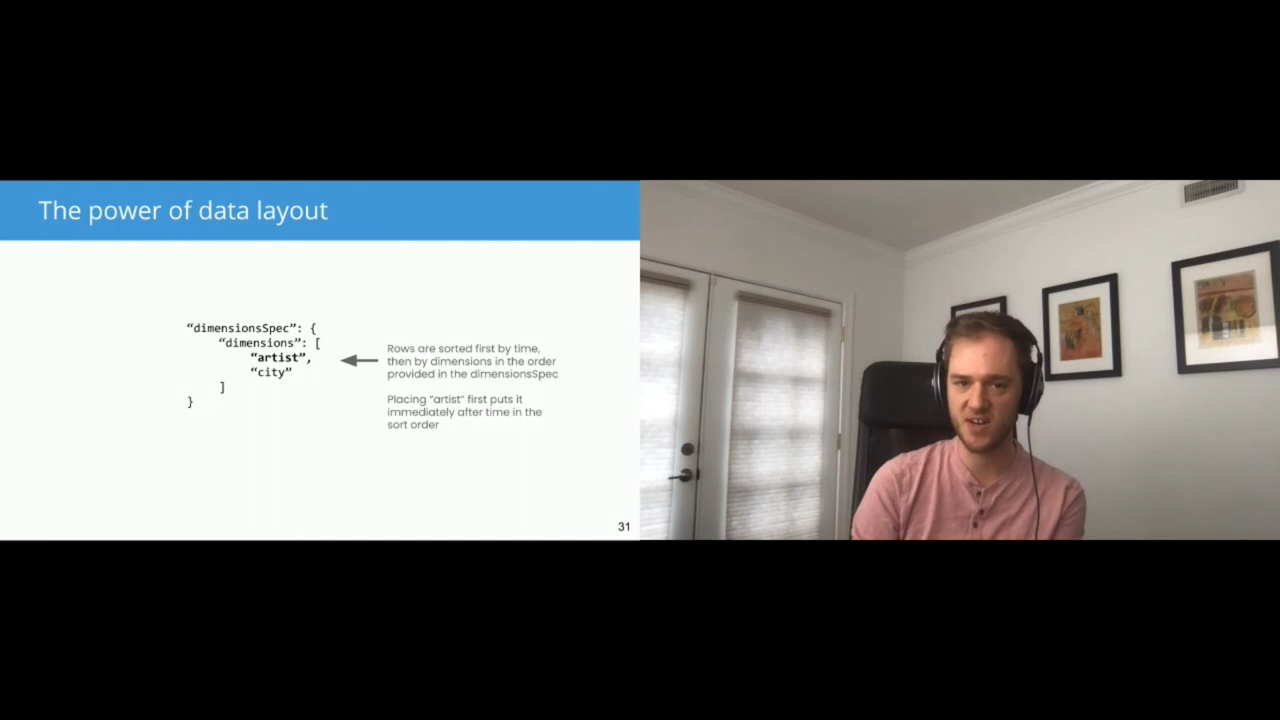 The power of data layout
“dimensionsSpec”: {
“dimensions”: [
“artist”,
“city”
]
}
Rows are sorted first by time,
then by dimensions in the order
provided in the dimensionsSpec
Placing “artist” first puts it
immediately after time in the
sort order
31